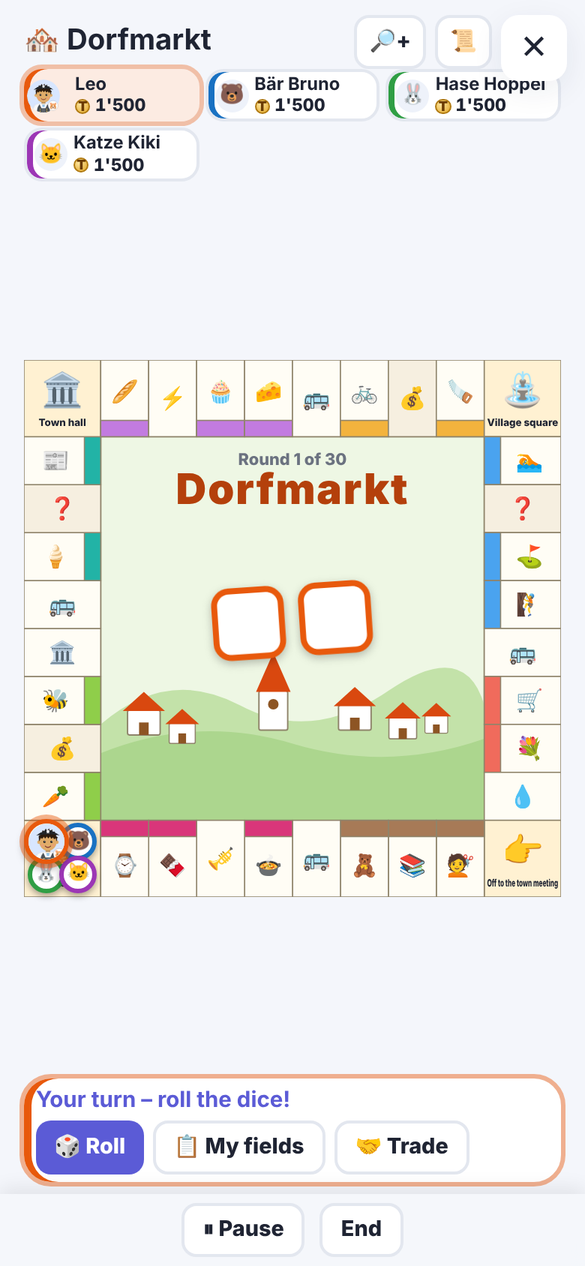 Dorfmarkt
Leo
1'500
Bär Bruno
1'500
Hase Hoppel
1'500
Katze Kiki
1'500
Town hall
Village square
Round 1 of 30
Dorfmarkt
Off to the town meeting
Your turn – roll the dice!
Roll
My fields
Trade
Pause
End